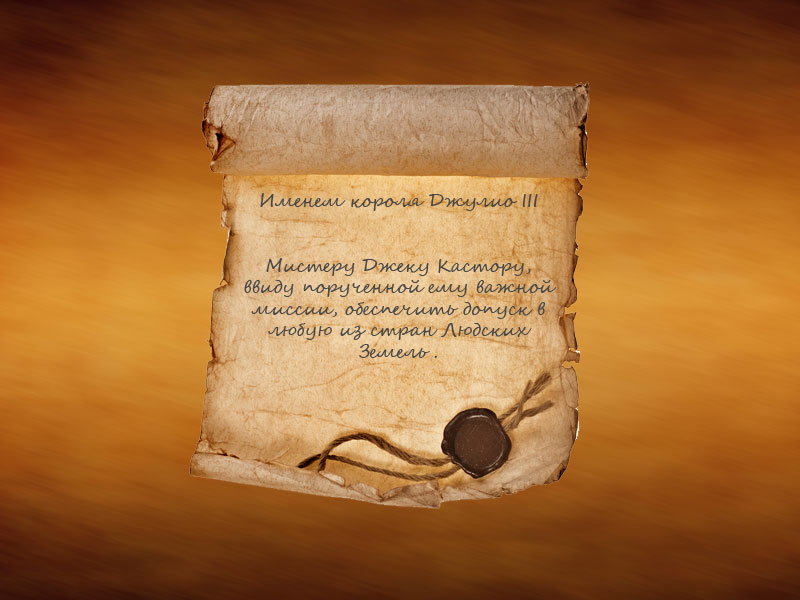 Именем короля Джулио III
Мистеру Джеку Кастору,
ввиду порученной ему важной
миссии, обеспечить допуск в
любую из стран Людских
Земель .